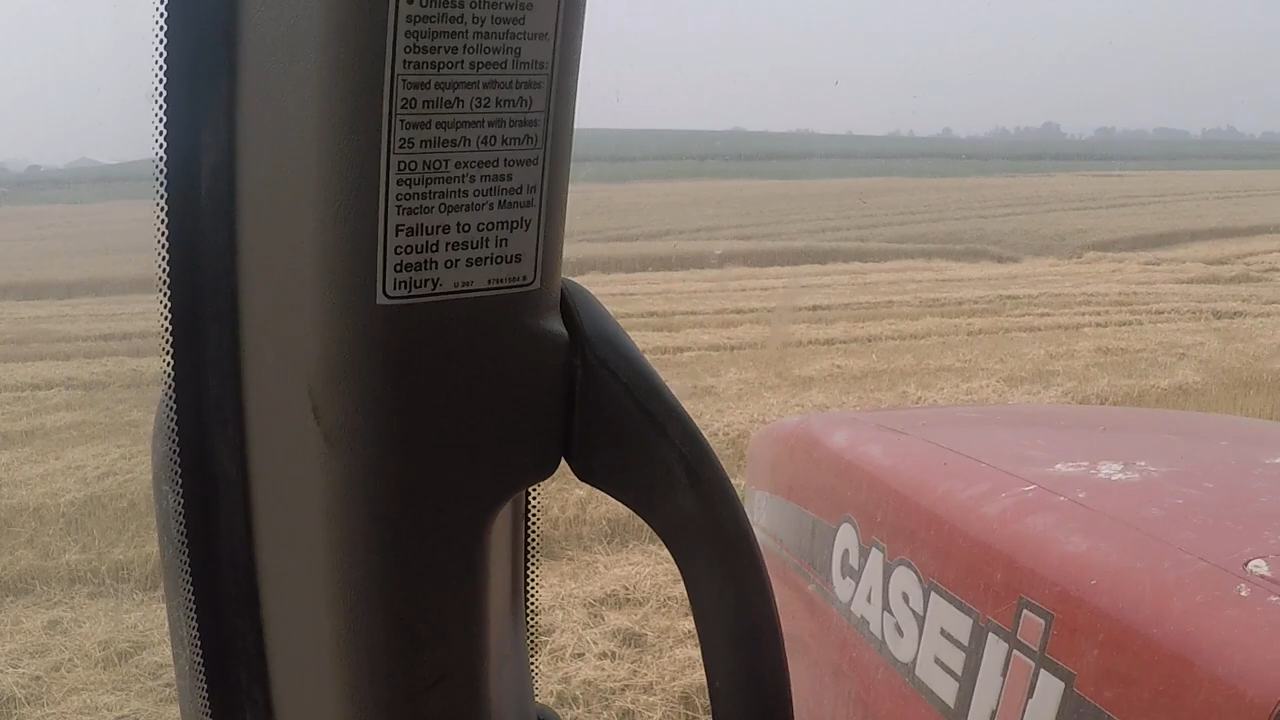 • Unless otherwise
specified, by towed
equipment manufacturer,
observe following
transport speed limits:
Towed equipment without brakes:
20 mile/h (32 km/h)
Towed equipment with brakes:
25 miles/h (40 km/h)
DO NOT exceed towed
equipment's mass
constraints outlined in
Tractor Operator's Manual.
Failure to comply
could result in
death or serious
injury.
CASE IH